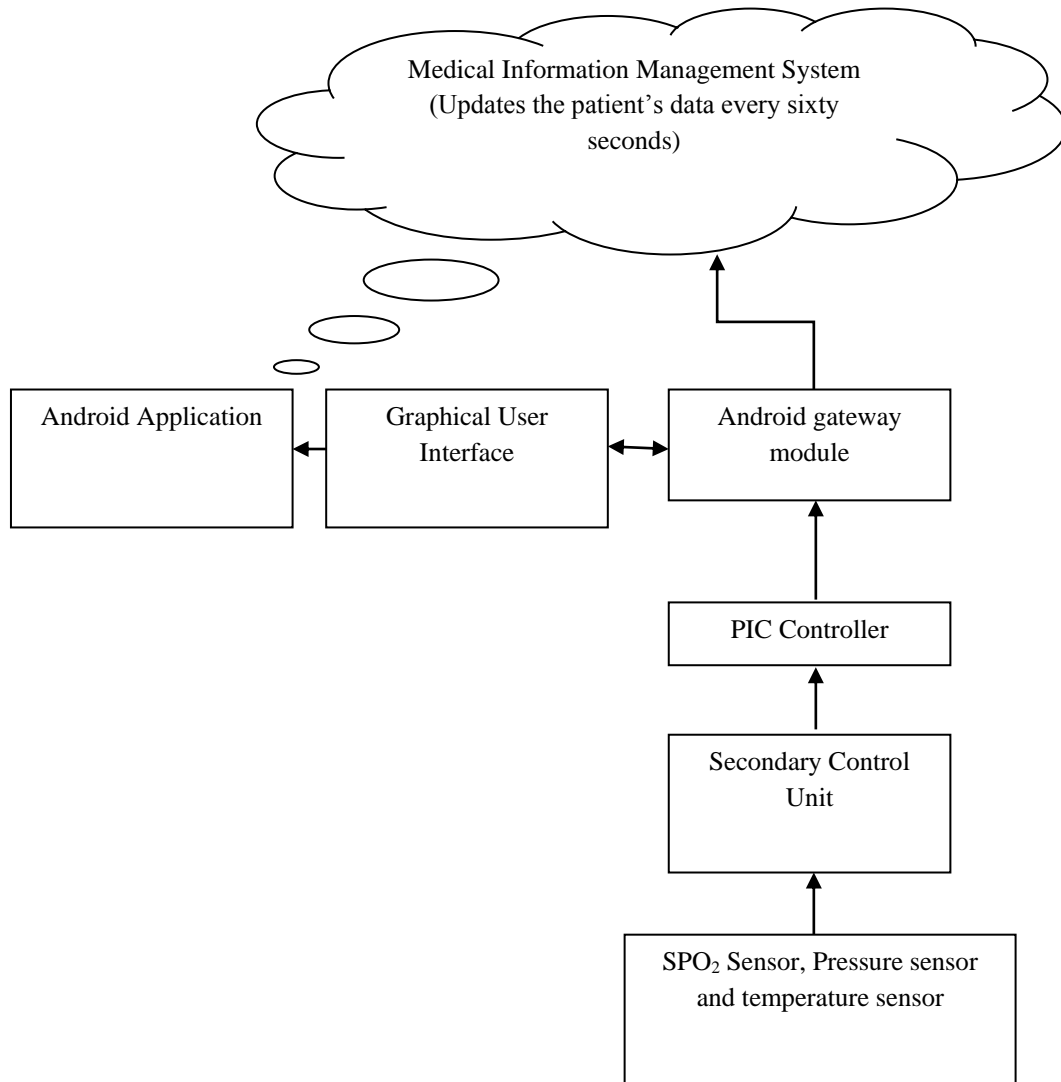 Medical Information Management System
(Updates the patient’s data every sixty
seconds)
Android Application
Graphical User
Interface
Android gateway
module
PIC Controller
Secondary Control
Unit
SPO₂ Sensor, Pressure sensor
and temperature sensor